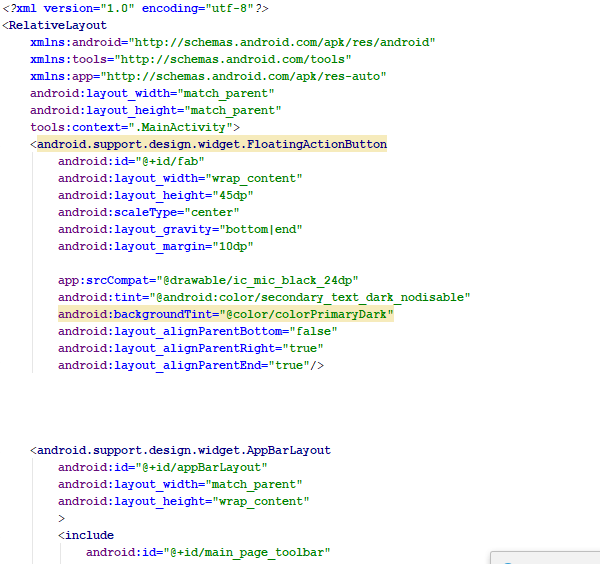 <?xml version="1.0" encoding="utf-8"?>
<RelativeLayout
xmlns:android="http://schemas.android.com/apk/res/android"
xmlns:tools="http://schemas.android.com/tools"
xmlns:app="http://schemas.android.com/apk/res-auto"
android:layout_width="match_parent"
android:layout_height="match_parent"
tools:context=".MainActivity">
<android.support.design.widget.FloatingActionButton
android:id="@+id/fab"
android:layout_width="wrap_content"
android:layout_height="45dp"
android:scaleType="center"
android:layout_gravity="bottom|end"
android:layout_margin="10dp"
app:srcCompat="@drawable/ic_mic_black_24dp"
android:tint="@android:color/secondary_text_dark_nodisable"
android:backgroundTint="@color/colorPrimaryDark"
android:layout_alignParentBottom="false"
android:layout_alignParentRight="true"
android:layout_alignParentEnd="true"/>
<android.support.design.widget.AppBarLayout
android:id="@+id/appBarLayout"
android:layout_width="match_parent"
android:layout_height="wrap_content"
>
<include
android:id="@+id/main_page_toolbar"